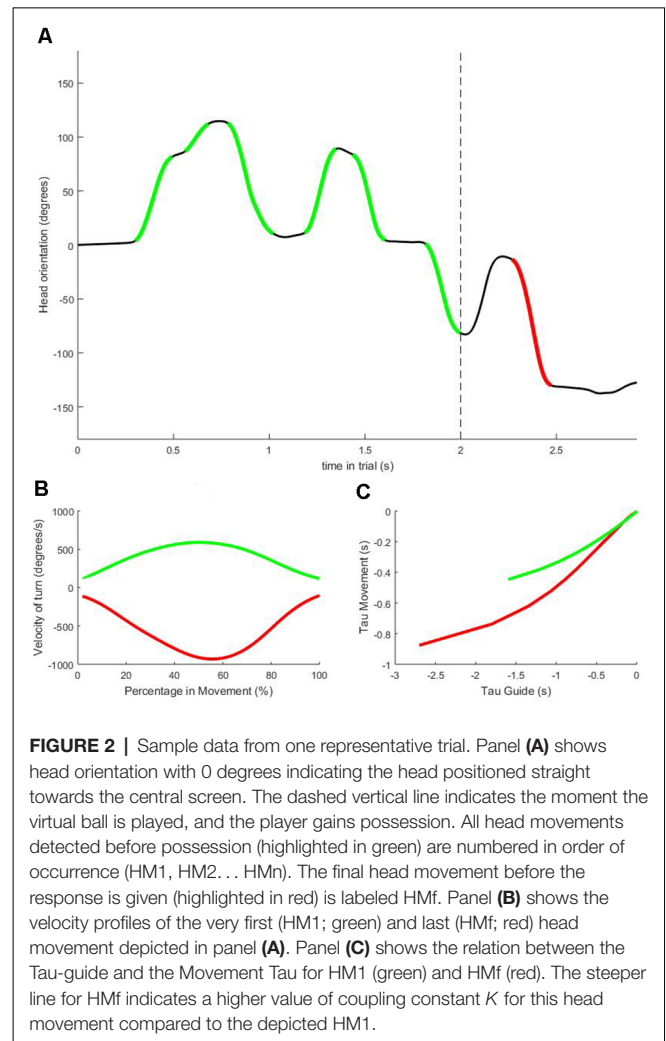 A
150
100
50
0
-50
-100
-150
Head orientation (degrees)
0 0.5 1 1.5 2 2.5
time in trial (s)
B
1000
500
0
-500
-1000
Velocity of turn (degrees/s)
0 20 40 60 80 100
Percentage in Movement (%)
C
0
-0.2
-0.4
-0.6
-0.8
-1
Tau Movement (s)
-3 -2.5 -2 -1.5 -1 -0.5 0
Tau Guide (s)
FIGURE 2 | Sample data from one representative trial. Panel (A) shows
head orientation with 0 degrees indicating the head positioned straight
towards the central screen. The dashed vertical line indicates the moment the
virtual ball is played, and the player gains possession. All head movements
detected before possession (highlighted in green) are numbered in order of
occurrence (HM1, HM2. . . HMn). The final head movement before the
response is given (highlighted in red) is labeled HMf. Panel (B) shows the
velocity profiles of the very first (HM1; green) and last (HMf; red) head
movement depicted in panel (A). Panel (C) shows the relation between the
Tau-guide and the Movement Tau for HM1 (green) and HMf (red). The steeper
line for HMf indicates a higher value of coupling constant K for this head
movement compared to the depicted HM1.